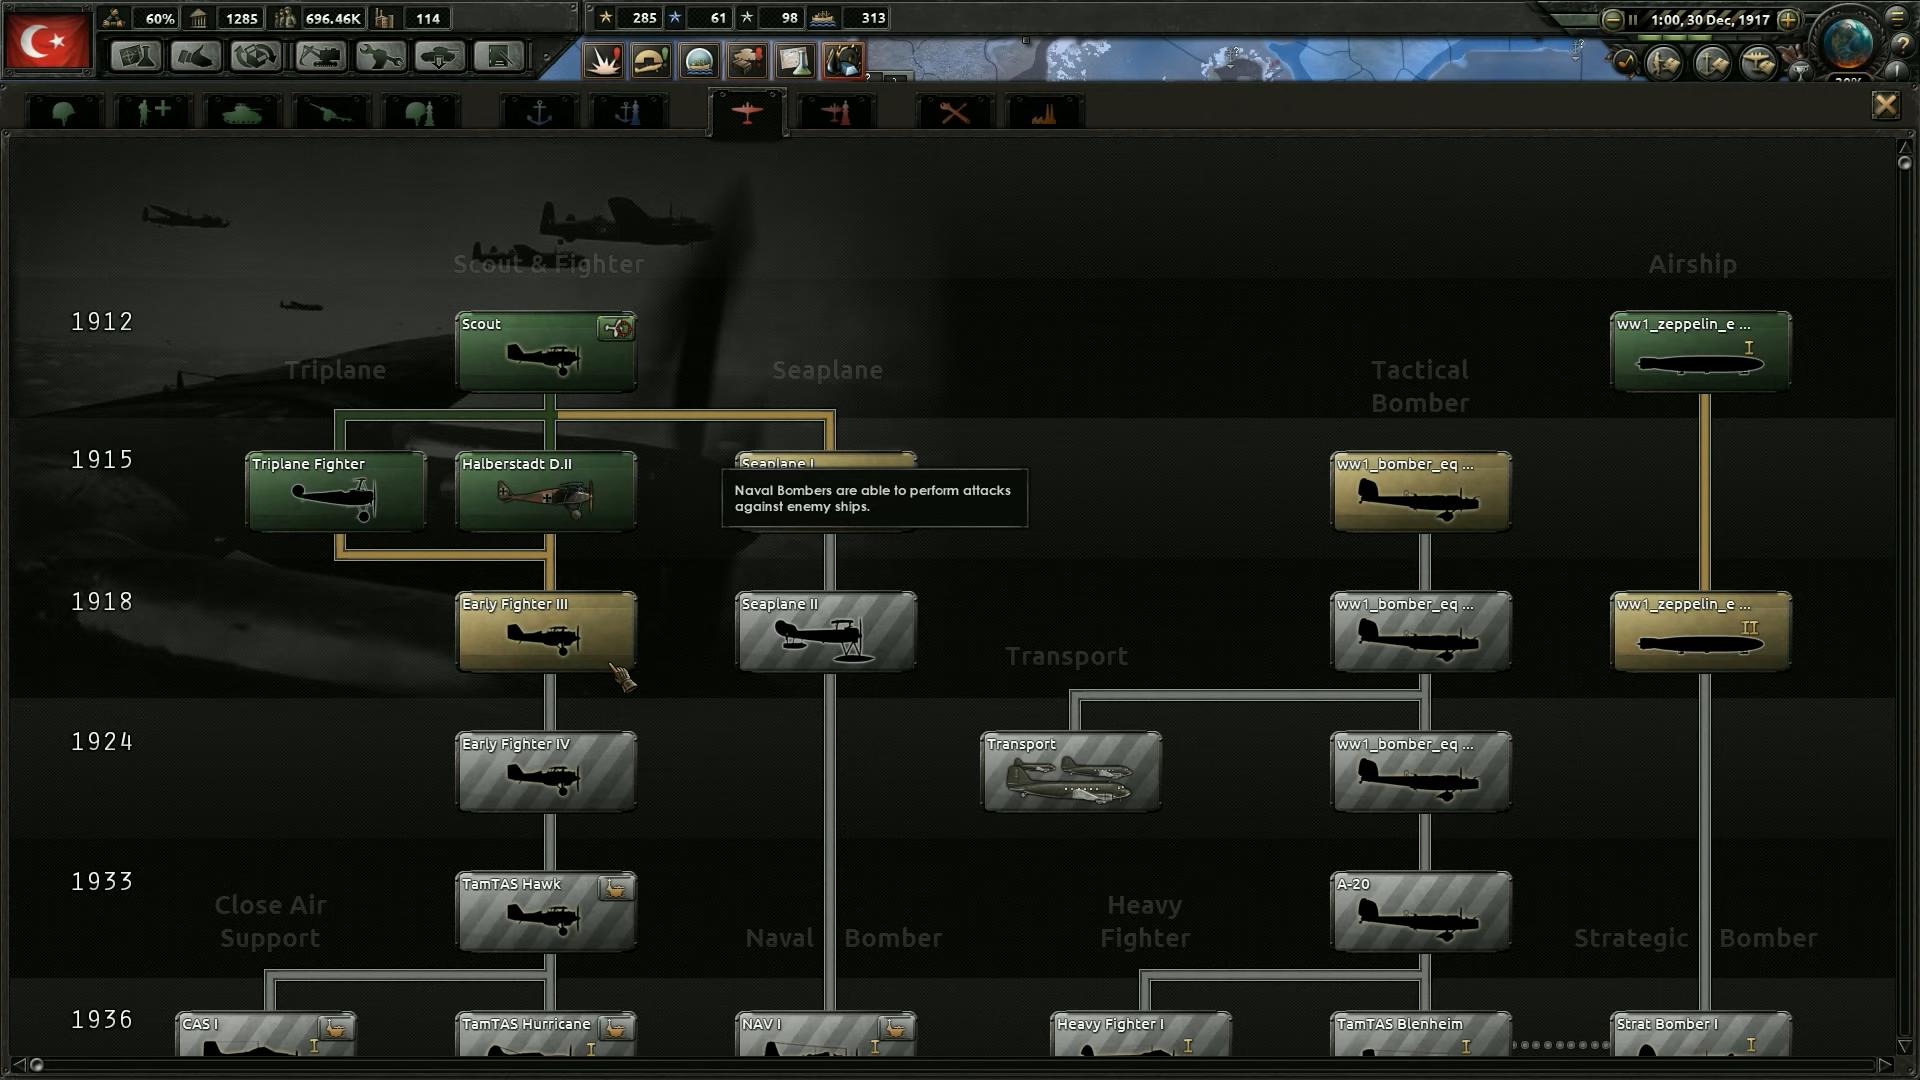 60%
1285
696.46K
114
285
61
98
313
1:00, 30 Dec, 1917
Scout & Fighter
Airship
1912
Scout
ww1_zeppelin_e ...
I
Triplane
Seaplane
Tactical
Bomber
1915
Triplane Fighter
Halberstadt D.II
Seaplane I
ww1_bomber_eq ...
Naval Bombers are able to perform attacks
against enemy ships.
1918
Early Fighter III
Seaplane II
ww1_bomber_eq ...
ww1_zeppelin_e ...
II
Transport
1924
Early Fighter IV
Transport
ww1_bomber_eq ...
1933
TamTAS Hawk
A-20
Close Air
Support
Naval Bomber
Heavy
Fighter
Strategic Bomber
1936
CAS I
I
TamTAS Hurricane
I
NAV I
I
Heavy Fighter I
I
TamTAS Blenheim
I
Strat Bomber I
I